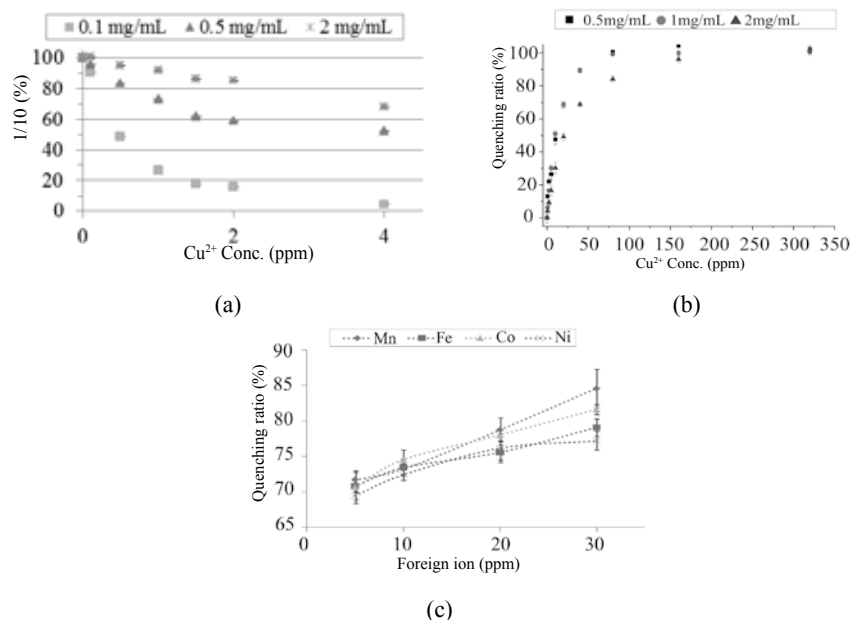 0.1 mg/mL 0.5 mg/mL 2 mg/mL
100
80
60
40
20
0
1/10 (%)
0 2 4
Cu²⁺ Conc. (ppm)
(a)
0.5mg/mL 1mg/mL 2mg/mL
100
80
60
40
20
0
Quenching ratio (%)
0 50 100 150 200 250 300 350
Cu²⁺ Conc. (ppm)
(b)
Mn Fe Co Ni
90
85
80
75
70
65
Quenching ratio (%)
0 10 20 30
Foreign ion (ppm)
(c)